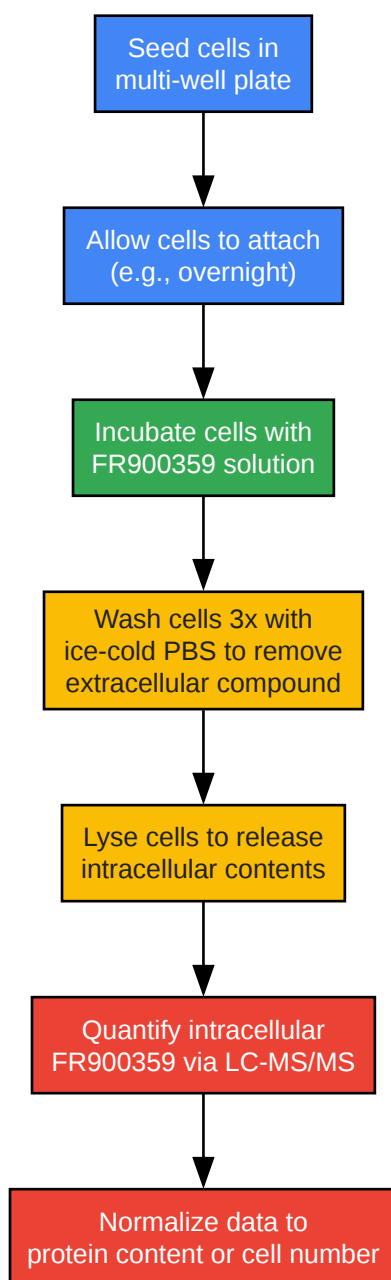 Seed cells in
multi-well plate
Allow cells to attach
(e.g., overnight)
Incubate cells with
FR900359 solution
Wash cells 3x with
ice-cold PBS to remove
extracellular compound
Lyse cells to release
intracellular contents
Quantify intracellular
FR900359 via LC-MS/MS
Normalize data to
protein content or cell number